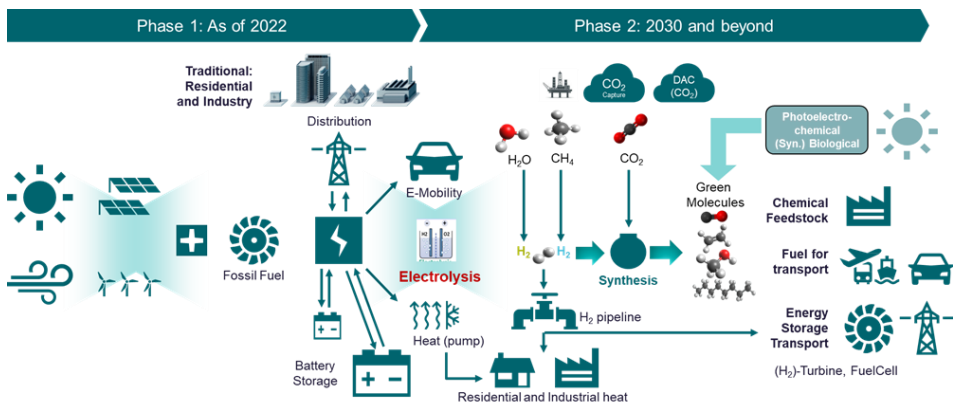 Phase 1: As of 2022
Phase 2: 2030 and beyond
Traditional:
Residential
and Industry
Distribution
E-Mobility
Fossil Fuel
H2 O2
Electrolysis
Battery
Storage
Heat (pump)
CO₂
Capture
DAC
(CO₂)
H₂O
CH₄
CO₂
H₂
H₂
Synthesis
H₂ pipeline
Residential and Industrial heat
Photoelectro-
chemical
(Syn.) Biological
Green
Molecules
Chemical
Feedstock
Fuel for
transport
Energy
Storage
Transport
(H₂)-Turbine, FuelCell